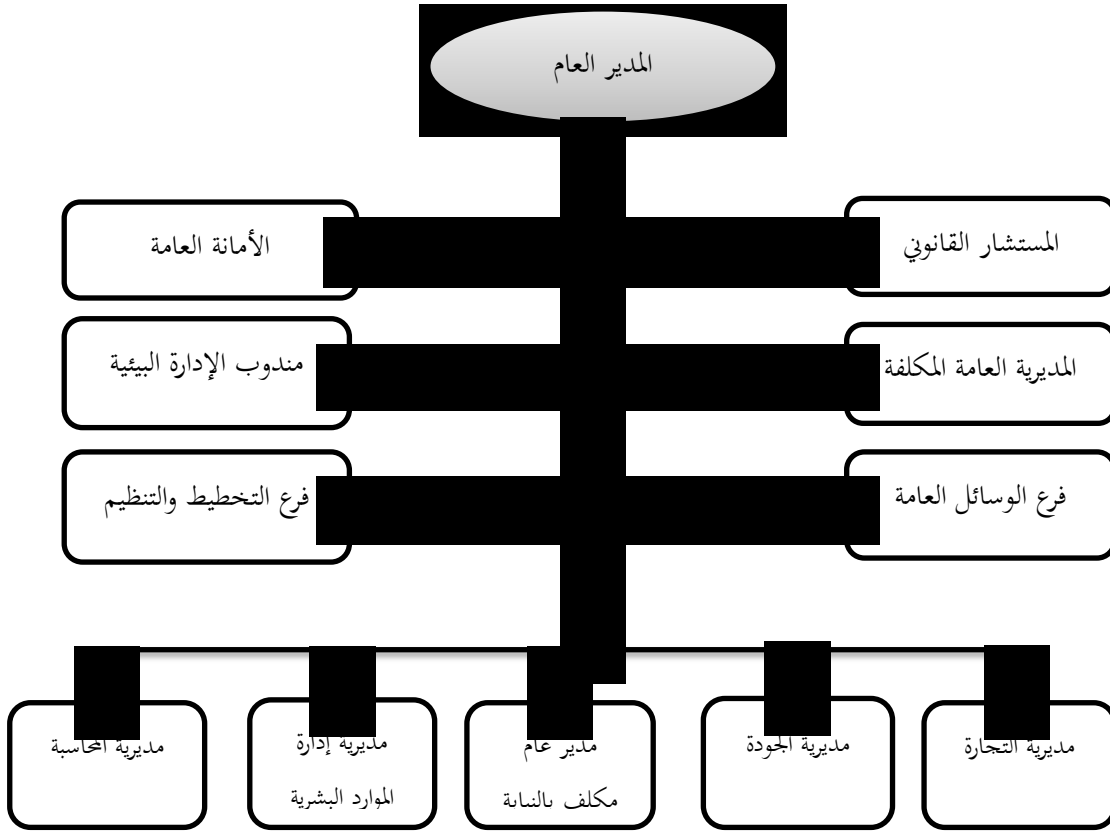 المدير العام
المستشار القانوني
الأمانة العامة
المديرية العامة المكلفة
مندوب الإدارة البيئية
فرع الوسائل العامة
فرع التخطيط والتنظيم
مديرية التجارة
مديرية الجودة
مدير عام
مكلف بالنيابة
مديرية إدارة
الموارد البشرية
مديرية المحاسبة